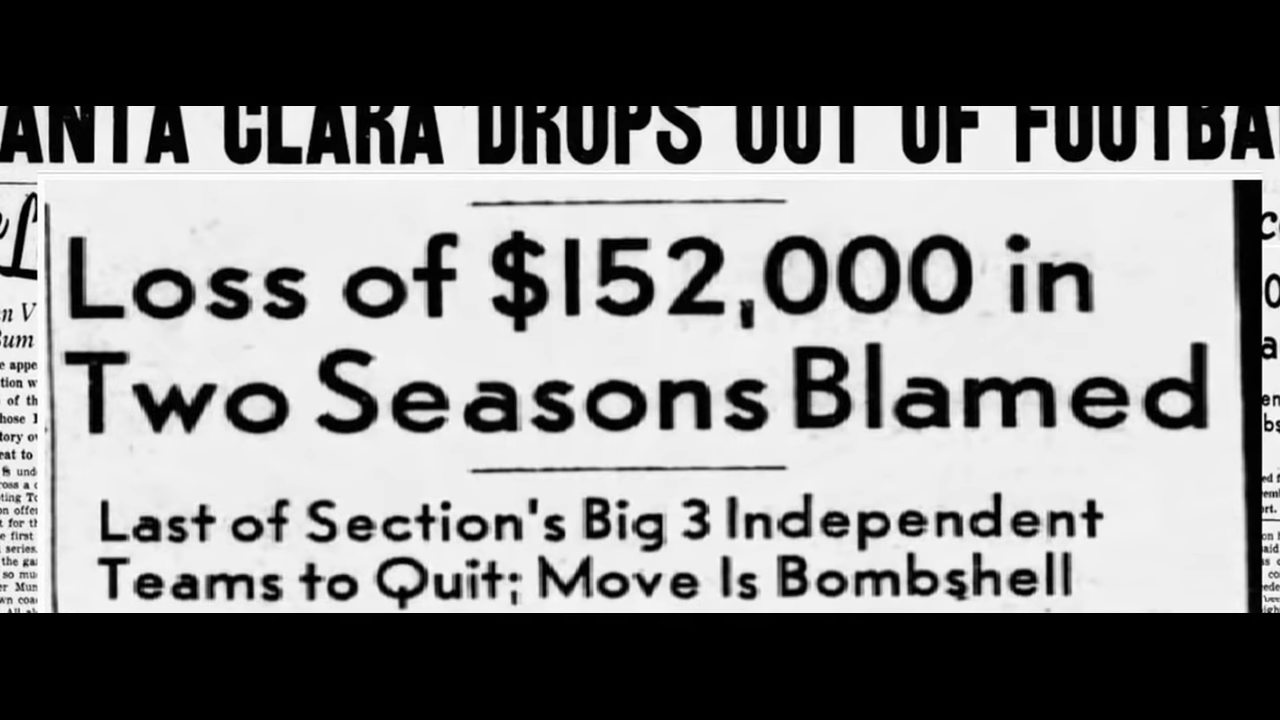 ANTA CLARA DROPS OUT OF FOOTBA
Loss of $152,000 in
Two Seasons Blamed
Last of Section's Big 3 Independent
Teams to Quit; Move Is Bombshell